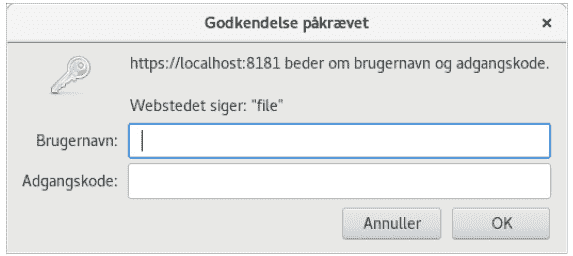 Godkendelse påkrævet
https://localhost:8181 beder om brugernavn og adgangskode.
Webstedet siger: "file"
Brugernavn:
Adgangskode:
Annuller OK